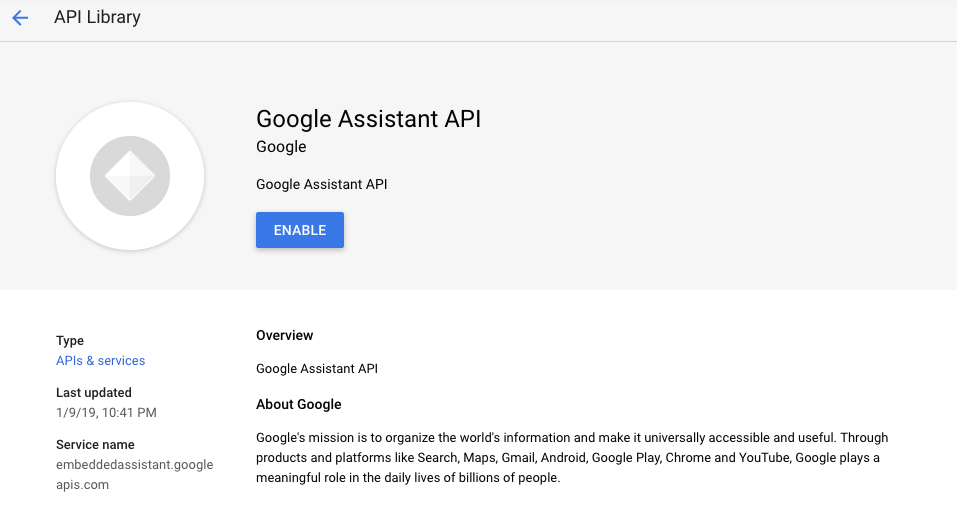 API Library
Google Assistant API
Google
Google Assistant API
ENABLE
Type
APIs & services
Last updated
1/9/19, 10:41 PM
Service name
embeddedassistant.google
apis.com
Overview
Google Assistant API
About Google
Google's mission is to organize the world's information and make it universally accessible and useful. Through
products and platforms like Search, Maps, Gmail, Android, Google Play, Chrome and YouTube, Google plays a
meaningful role in the daily lives of billions of people.